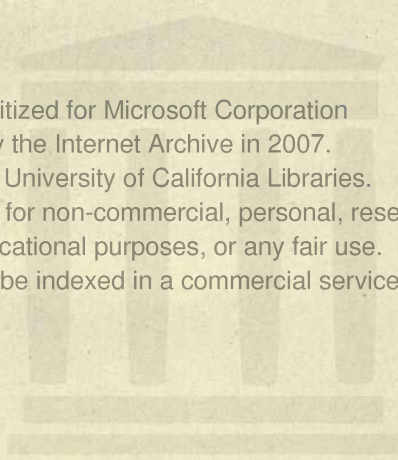 itized for Microsoft Corporation
y the Internet Archive in 2007.
University of California Libraries.
for non-commercial, personal, rese
cational purposes, or any fair use.
be indexed in a commercial service